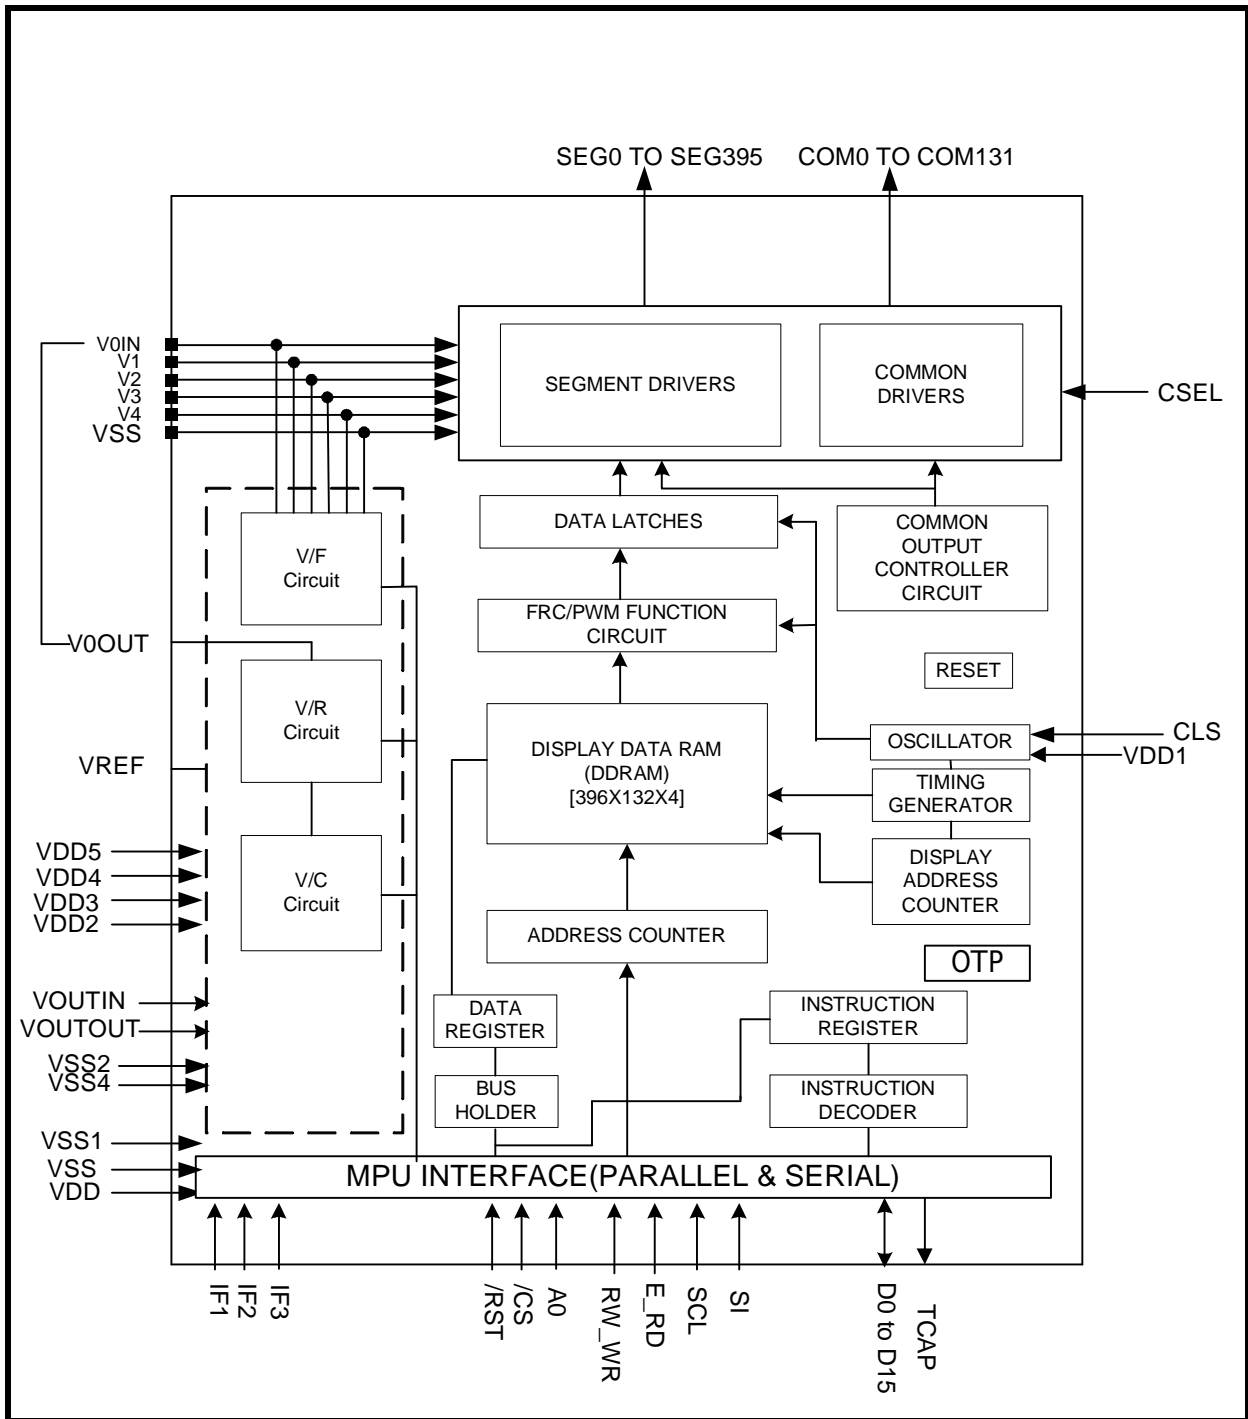 SEG0 TO SEG395 COM0 TO COM131
V0IN
V1
V2
V3
V4
VSS
SEGMENT DRIVERS
COMMON
DRIVERS
CSEL
DATA LATCHES
COMMON
OUTPUT
CONTROLLER
CIRCUIT
V/F
Circuit
FRC/PWM FUNCTION
CIRCUIT
V0OUT
RESET
V/R
Circuit
DISPLAY DATA RAM
(DDRAM)
[396X132X4]
OSCILLATOR
CLS
VDD1
VREF
TIMING
GENERATOR
VDD5
VDD4
VDD3
VDD2
V/C
Circuit
DISPLAY
ADDRESS
COUNTER
ADDRESS COUNTER
OTP
VOUTIN
VOUTOUT
VSS2
VSS4
DATA
REGISTER
INSTRUCTION
REGISTER
BUS
HOLDER
INSTRUCTION
DECODER
VSS1
VSS
VDD
MPU INTERFACE(PARALLEL & SERIAL)
IF1
IF2
IF3
/RST
/CS
A0
RW_WR
E_RD
SCL
SI
D0 to D15
TCAP